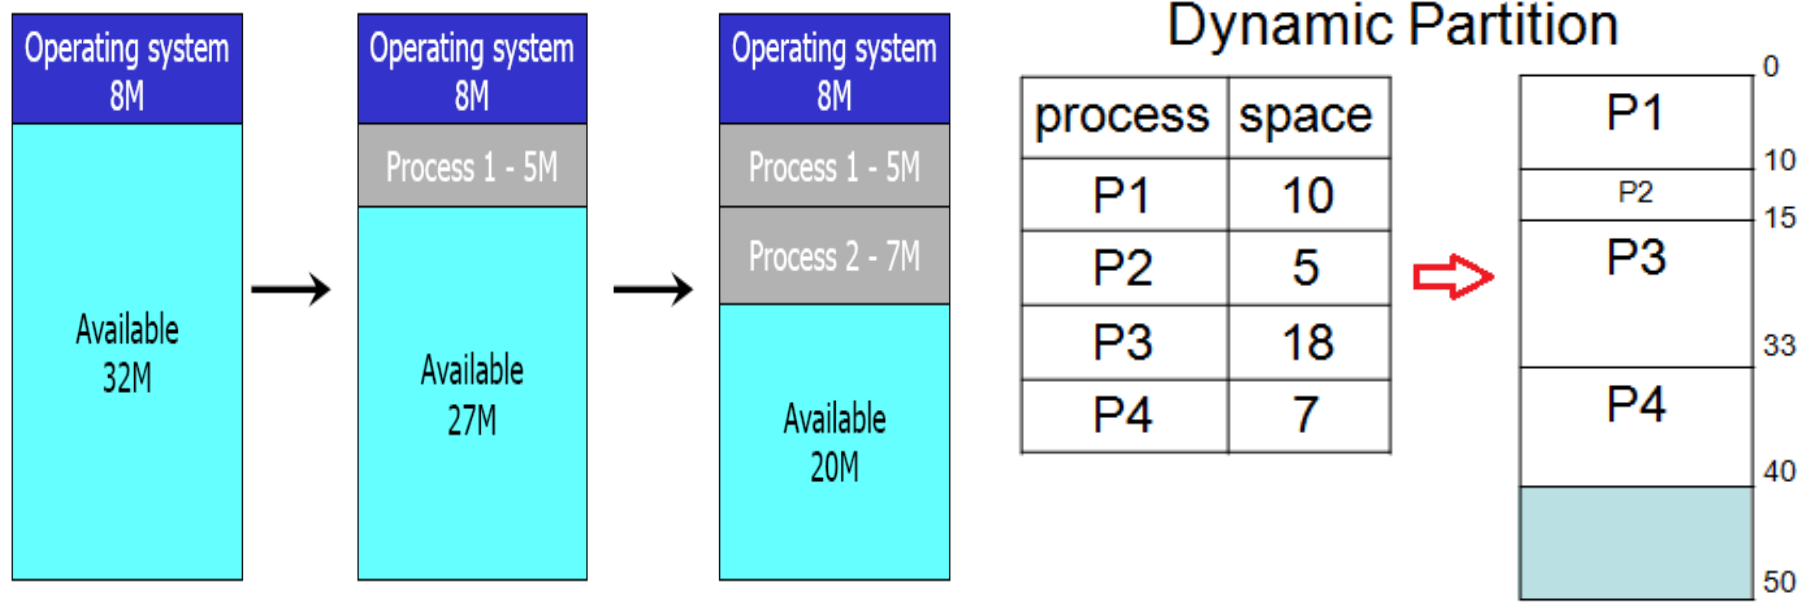 Operating system
8M
Available
32M
Operating system
8M
Process 1 - 5M
Available
27M
Operating system
8M
Process 1 - 5M
Process 2 - 7M
Available
20M
Dynamic Partition
process space
P1 10
P2 5
P3 18
P4 7
0
P1
10
P2
15
P3
33
P4
40
50